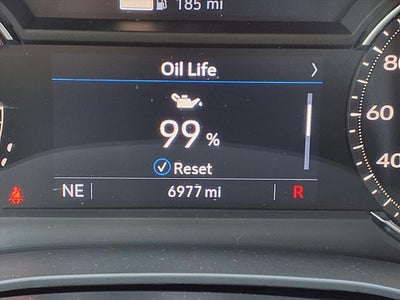 185 mi
Oil Life
99 %
Reset
NE 6977 mi R
80
60
40